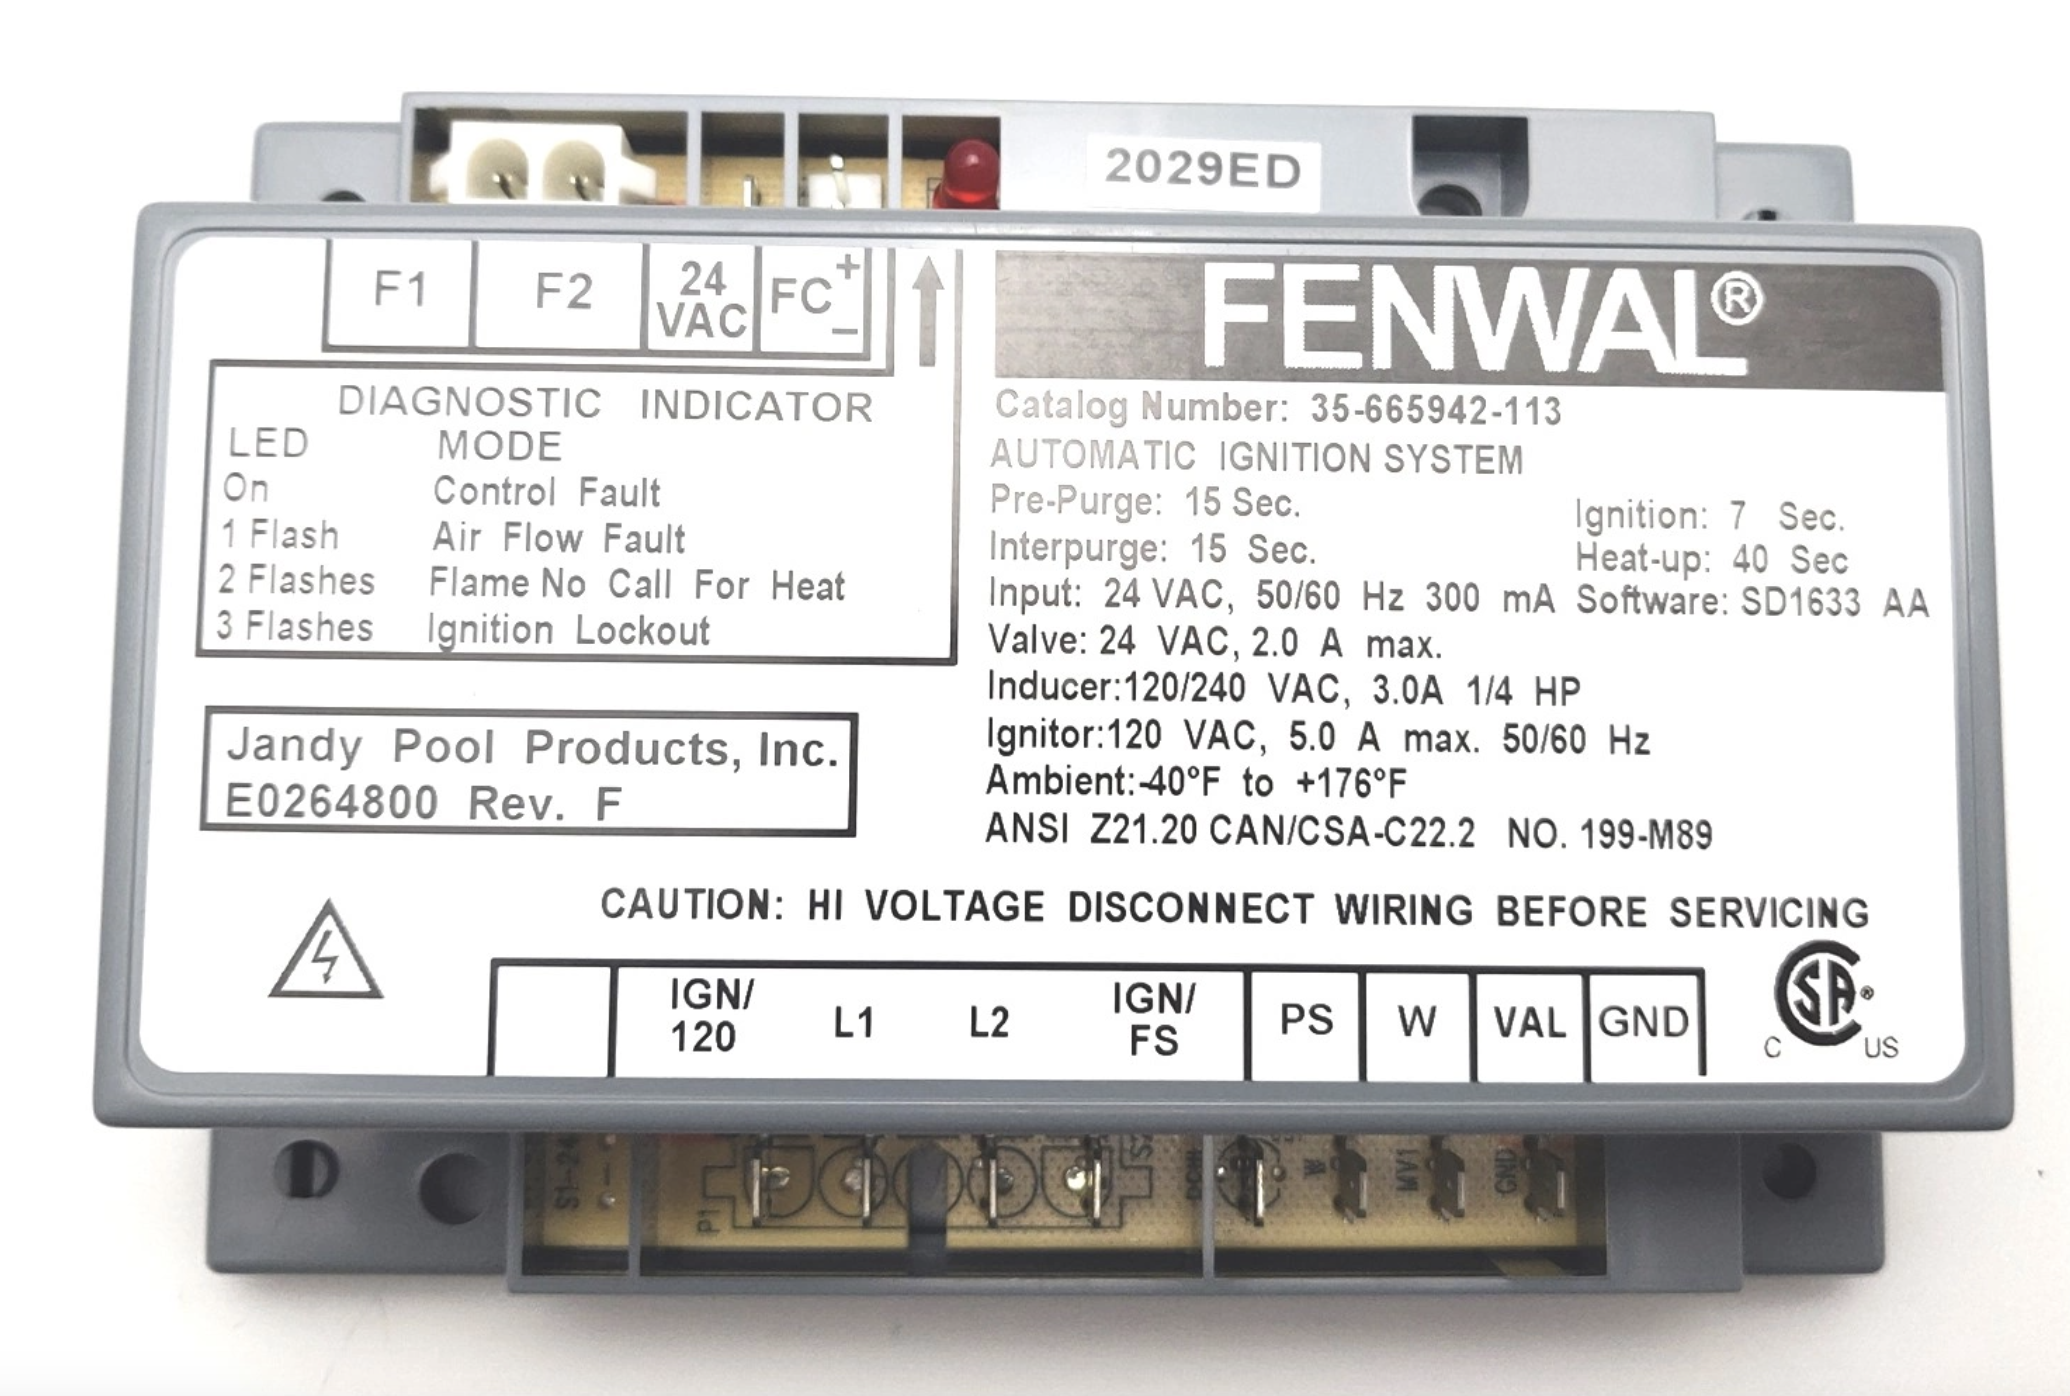 2029ED
F1 F2 24 VAC FC + −
FENWAL®
DIAGNOSTIC INDICATOR
LED MODE
On Control Fault
1 Flash Air Flow Fault
2 Flashes Flame No Call For Heat
3 Flashes Ignition Lockout
Catalog Number: 35-665942-113
AUTOMATIC IGNITION SYSTEM
Pre-Purge: 15 Sec. Ignition: 7 Sec.
Interpurge: 15 Sec. Heat-up: 40 Sec
Input: 24 VAC, 50/60 Hz 300 mA Software: SD1633 AA
Valve: 24 VAC, 2.0 A max.
Inducer:120/240 VAC, 3.0A 1/4 HP
Ignitor:120 VAC, 5.0 A max. 50/60 Hz
Ambient:-40°F to +176°F
ANSI Z21.20 CAN/CSA-C22.2 NO. 199-M89
Jandy Pool Products, Inc.
E0264800 Rev. F
CAUTION: HI VOLTAGE DISCONNECT WIRING BEFORE SERVICING
IGN/120 L1 L2 IGN/FS PS W VAL GND
C SA® US
P1 W MV1 GND